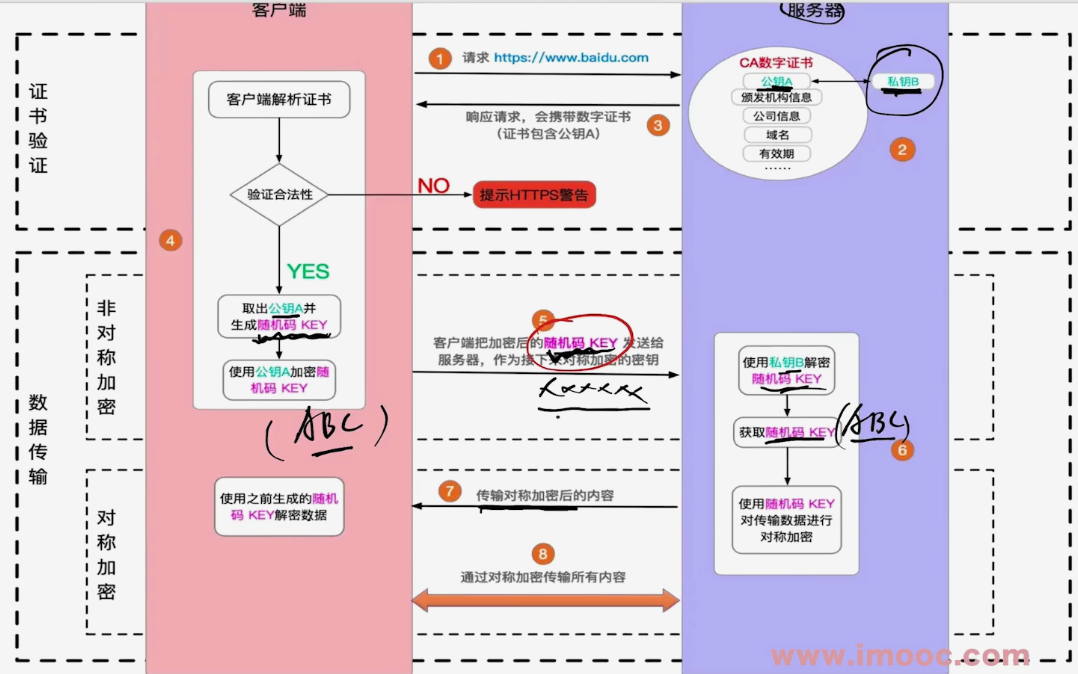 客户端
服务器
证书验证
1
请求 https://www.baidu.com
CA数字证书
公钥A
私钥B
颁发机构信息
公司信息
域名
有效期
......
2
响应请求，会携带数字证书
（证书包含公钥A）
3
客户端解析证书
验证合法性
NO
提示HTTPS警告
4
YES
取出公钥A并
生成随机码 KEY
使用公钥A加密随
机码 KEY
(ABC)
数据传输
非对称加密
5
客户端把加密后的随机码 KEY 发送给
服务器，作为接下来对称加密的密钥
xxxxxx
使用私钥B解密
随机码 KEY
获取随机码 KEY
(ABC)
6
使用随机码 KEY
对传输数据进行
对称加密
对称加密
使用之前生成的随机
码 KEY解密数据
7
传输对称加密后的内容
8
通过对称加密传输所有内容
www.imooc.com